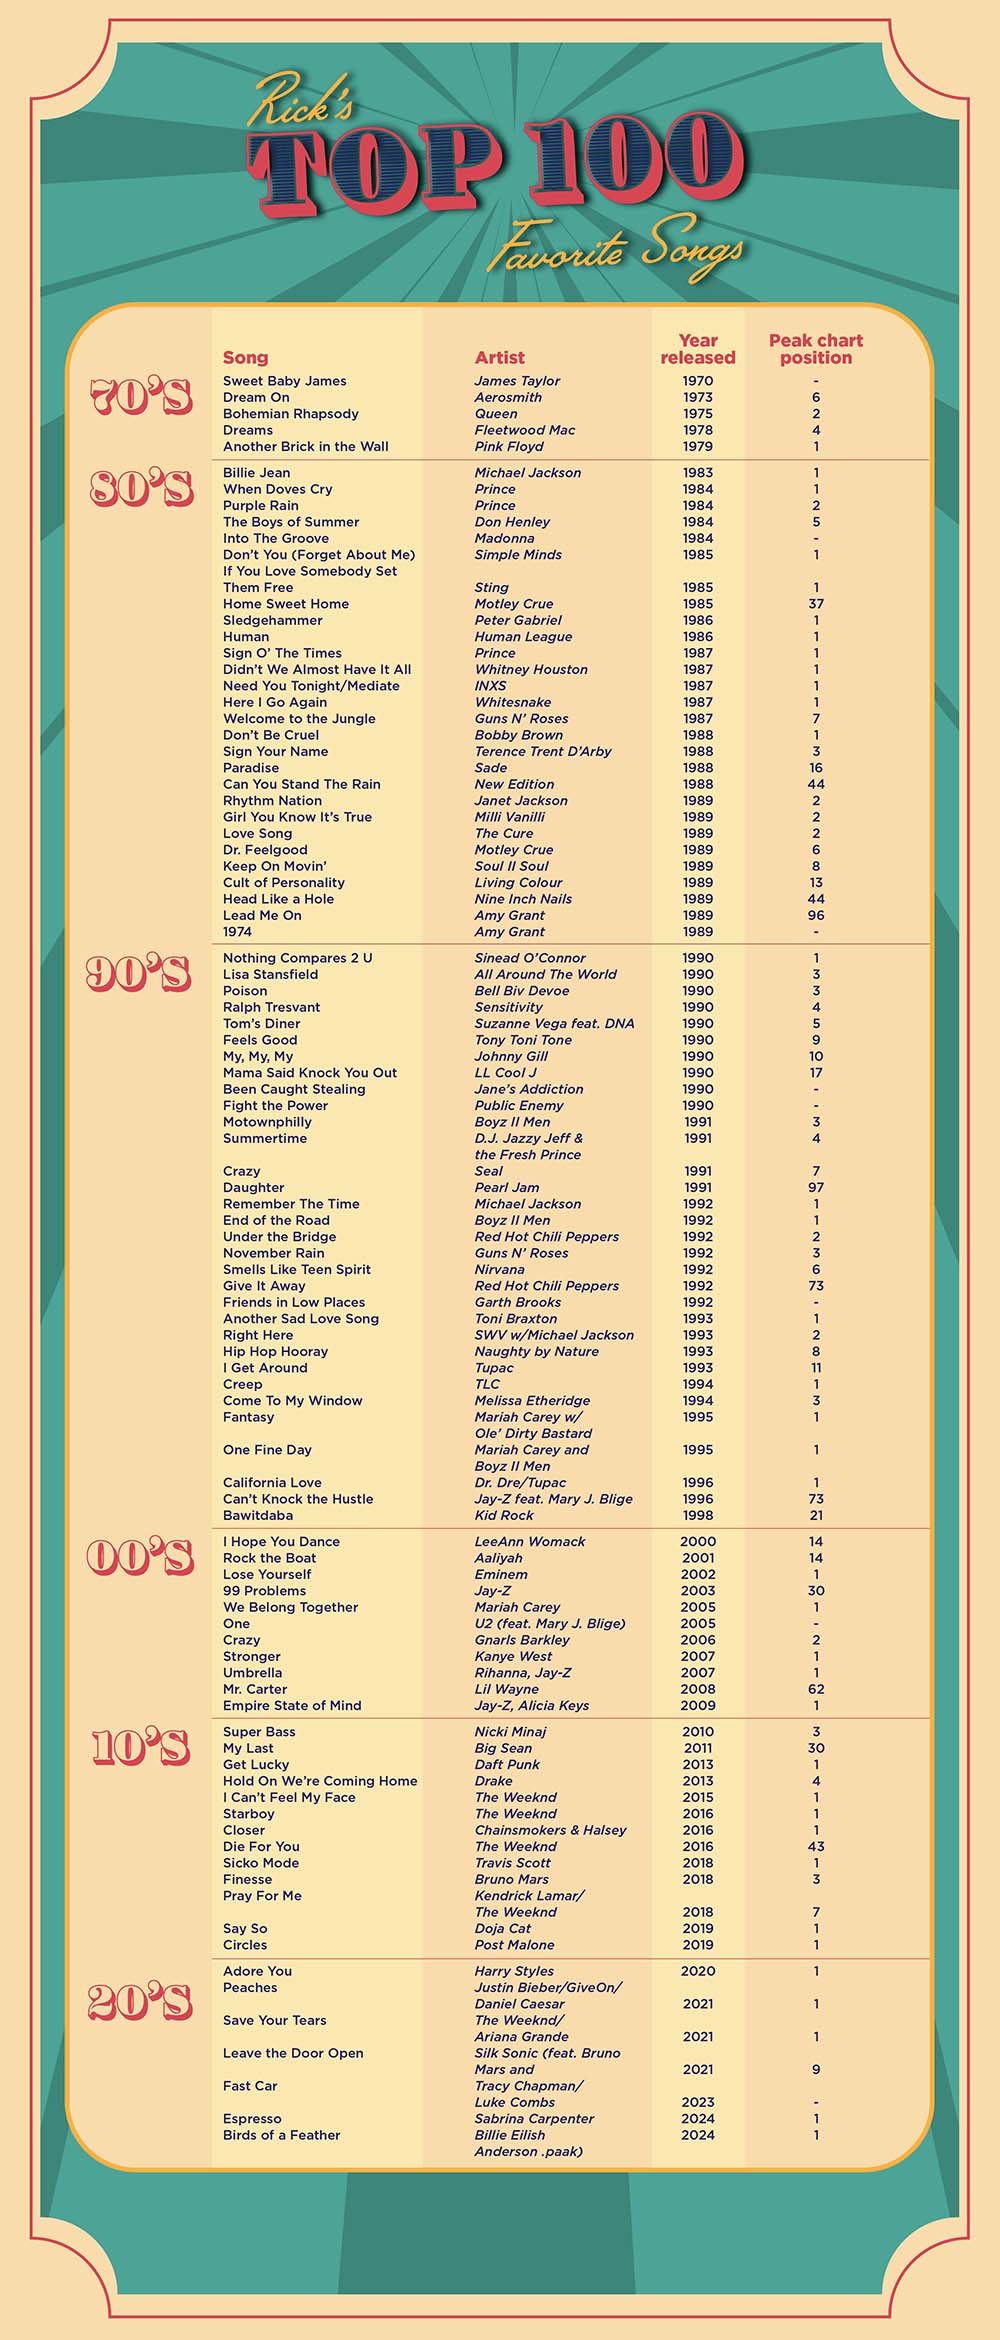 Rick's
TOP 100
Favorite Songs
Song Artist Year released Peak chart position
70'S
Sweet Baby James James Taylor 1970 -
Dream On Aerosmith 1973 6
Bohemian Rhapsody Queen 1975 2
Dreams Fleetwood Mac 1978 4
Another Brick in the Wall Pink Floyd 1979 1
80'S
Billie Jean Michael Jackson 1983 1
When Doves Cry Prince 1984 1
Purple Rain Prince 1984 2
The Boys of Summer Don Henley 1984 5
Into The Groove Madonna 1984 -
Don't You (Forget About Me) Simple Minds 1985 1
If You Love Somebody Set
Them Free Sting 1985 1
Home Sweet Home Motley Crue 1985 37
Sledgehammer Peter Gabriel 1986 1
Human Human League 1986 1
Sign O' The Times Prince 1987 1
Didn't We Almost Have It All Whitney Houston 1987 1
Need You Tonight/Mediate INXS 1987 1
Here I Go Again Whitesnake 1987 1
Welcome to the Jungle Guns N' Roses 1987 7
Don't Be Cruel Bobby Brown 1988 1
Sign Your Name Terence Trent D'Arby 1988 3
Paradise Sade 1988 16
Can You Stand The Rain New Edition 1988 44
Rhythm Nation Janet Jackson 1989 2
Girl You Know It's True Milli Vanilli 1989 2
Love Song The Cure 1989 2
Dr. Feelgood Motley Crue 1989 6
Keep On Movin' Soul II Soul 1989 8
Cult of Personality Living Colour 1989 13
Head Like a Hole Nine Inch Nails 1989 44
Lead Me On Amy Grant 1989 96
1974 Amy Grant 1989 -
90'S
Nothing Compares 2 U Sinead O'Connor 1990 1
Lisa Stansfield All Around The World 1990 3
Poison Bell Biv Devoe 1990 3
Ralph Tresvant Sensitivity 1990 4
Tom's Diner Suzanne Vega feat. DNA 1990 5
Feels Good Tony Toni Tone 1990 9
My, My, My Johnny Gill 1990 10
Mama Said Knock You Out LL Cool J 1990 17
Been Caught Stealing Jane's Addiction 1990 -
Fight the Power Public Enemy 1990 -
Motownphilly Boyz II Men 1991 3
Summertime D.J. Jazzy Jeff & 1991 4
the Fresh Prince
Crazy Seal 1991 7
Daughter Pearl Jam 1991 97
Remember The Time Michael Jackson 1992 1
End of the Road Boyz II Men 1992 1
Under the Bridge Red Hot Chili Peppers 1992 2
November Rain Guns N' Roses 1992 3
Smells Like Teen Spirit Nirvana 1992 6
Give It Away Red Hot Chili Peppers 1992 73
Friends in Low Places Garth Brooks 1992 -
Another Sad Love Song Toni Braxton 1993 1
Right Here SWV w/Michael Jackson 1993 2
Hip Hop Hooray Naughty by Nature 1993 8
I Get Around Tupac 1993 11
Creep TLC 1994 1
Come To My Window Melissa Etheridge 1994 3
Fantasy Mariah Carey w/ 1995 1
Ole' Dirty Bastard
One Fine Day Mariah Carey and 1995 1
Boyz II Men
California Love Dr. Dre/Tupac 1996 1
Can't Knock the Hustle Jay-Z feat. Mary J. Blige 1996 73
Bawitdaba Kid Rock 1998 21
00'S
I Hope You Dance LeeAnn Womack 2000 14
Rock the Boat Aaliyah 2001 14
Lose Yourself Eminem 2002 1
99 Problems Jay-Z 2003 30
We Belong Together Mariah Carey 2005 1
One U2 (feat. Mary J. Blige) 2005 -
Crazy Gnarls Barkley 2006 2
Stronger Kanye West 2007 1
Umbrella Rihanna, Jay-Z 2007 1
Mr. Carter Lil Wayne 2008 62
Empire State of Mind Jay-Z, Alicia Keys 2009 1
10'S
Super Bass Nicki Minaj 2010 3
My Last Big Sean 2011 30
Get Lucky Daft Punk 2013 1
Hold On We're Coming Home Drake 2013 4
I Can't Feel My Face The Weeknd 2015 1
Starboy The Weeknd 2016 1
Closer Chainsmokers & Halsey 2016 1
Die For You The Weeknd 2016 43
Sicko Mode Travis Scott 2018 1
Finesse Bruno Mars 2018 3
Pray For Me Kendrick Lamar/
The Weeknd 2018 7
Say So Doja Cat 2019 1
Circles Post Malone 2019 1
20'S
Adore You Harry Styles 2020 1
Peaches Justin Bieber/GiveOn/
Daniel Caesar 2021 1
Save Your Tears The Weeknd/
Ariana Grande 2021 1
Leave the Door Open Silk Sonic (feat. Bruno
Mars and 2021 9
Fast Car Tracy Chapman/
Luke Combs 2023 -
Espresso Sabrina Carpenter 2024 1
Birds of a Feather Billie Eilish 2024 1
Anderson .paak)